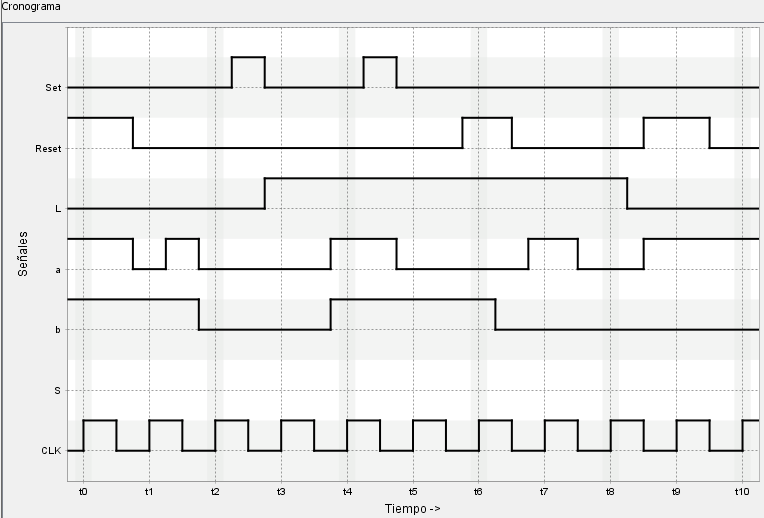 Cronograma
Set
Reset
L
a
b
S
CLK
Señales
t0 t1 t2 t3 t4 t5 t6 t7 t8 t9 t10
Tiempo ->